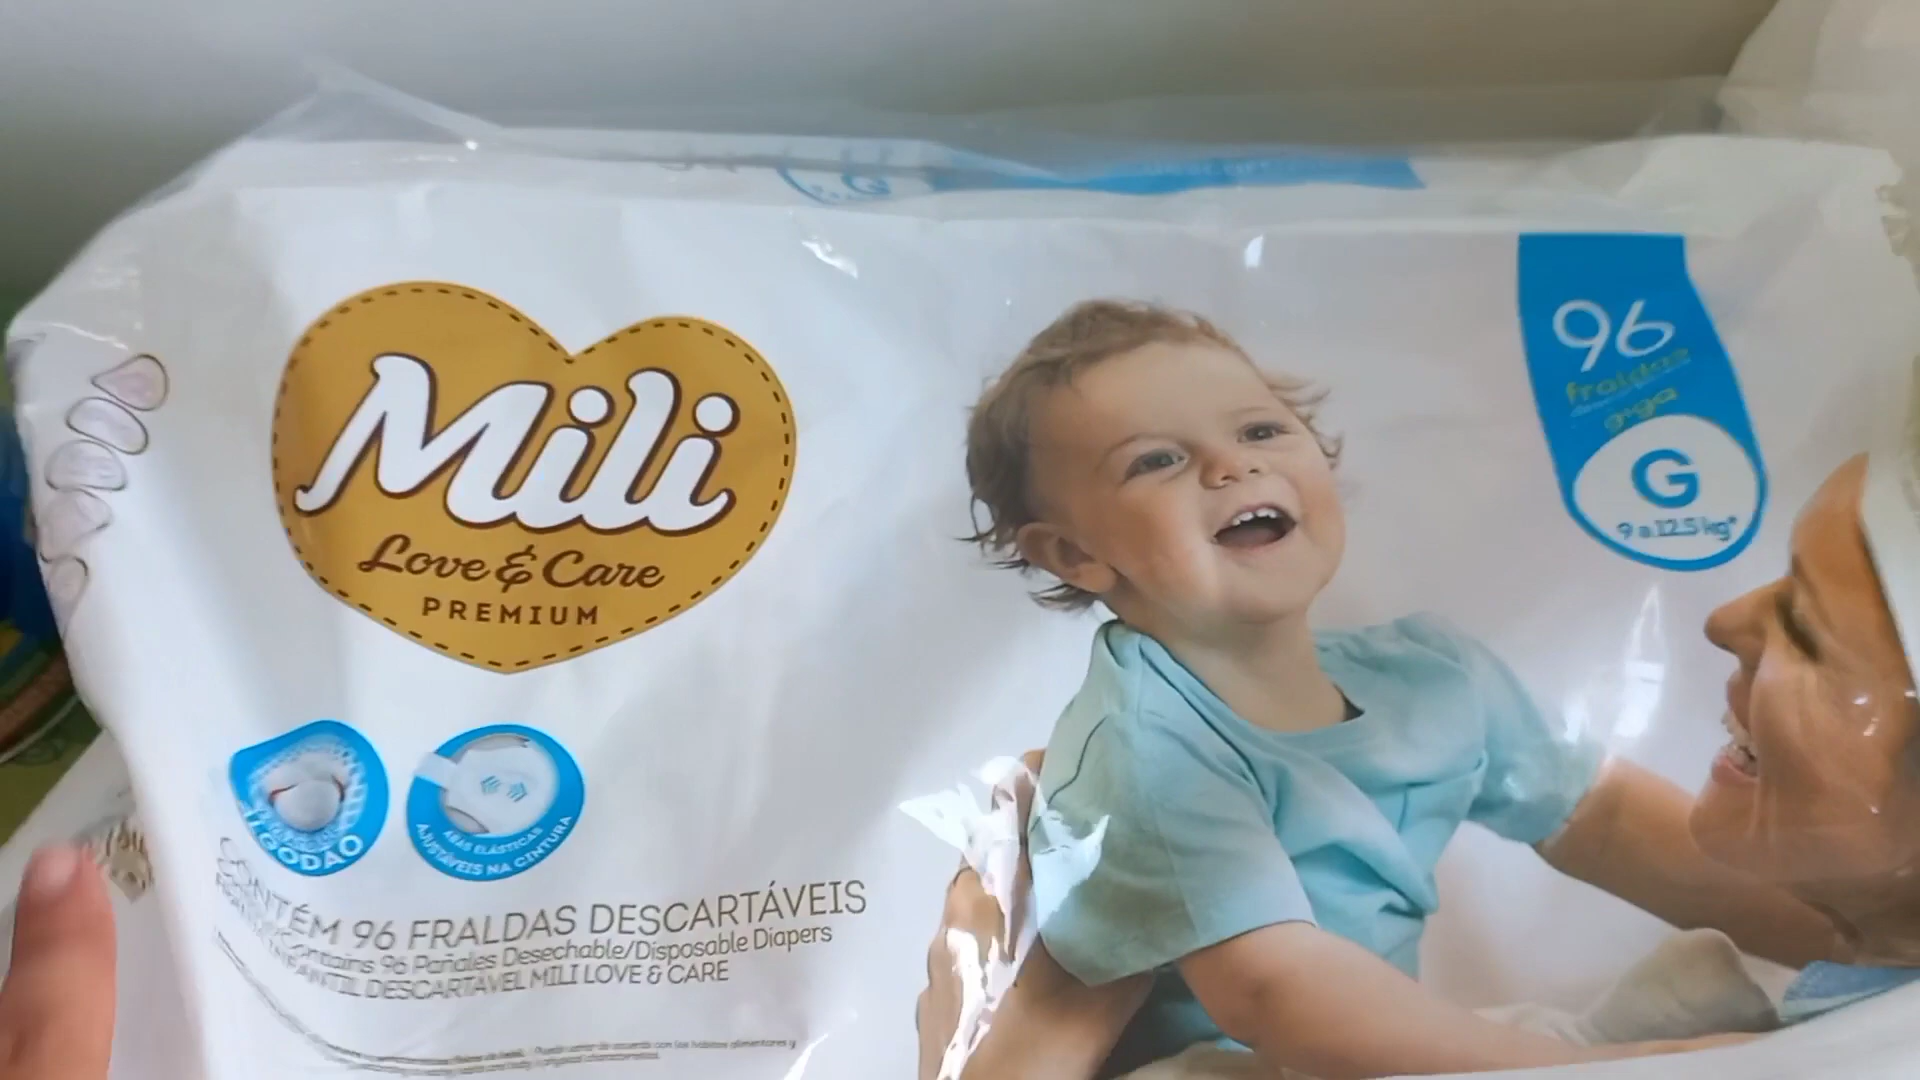 Mili
Love & Care
PREMIUM
96
fraldas
giga
G
9 a 12,5 kg*
ALGODÃO
ABAS ELÁSTICAS
AJUSTÁVEIS NA CINTURA
CONTÉM 96 FRALDAS DESCARTÁVEIS
Contains 96 Pañales Desechable/Disposable Diapers
INFANTIL DESCARTÁVEL MILI LOVE & CARE